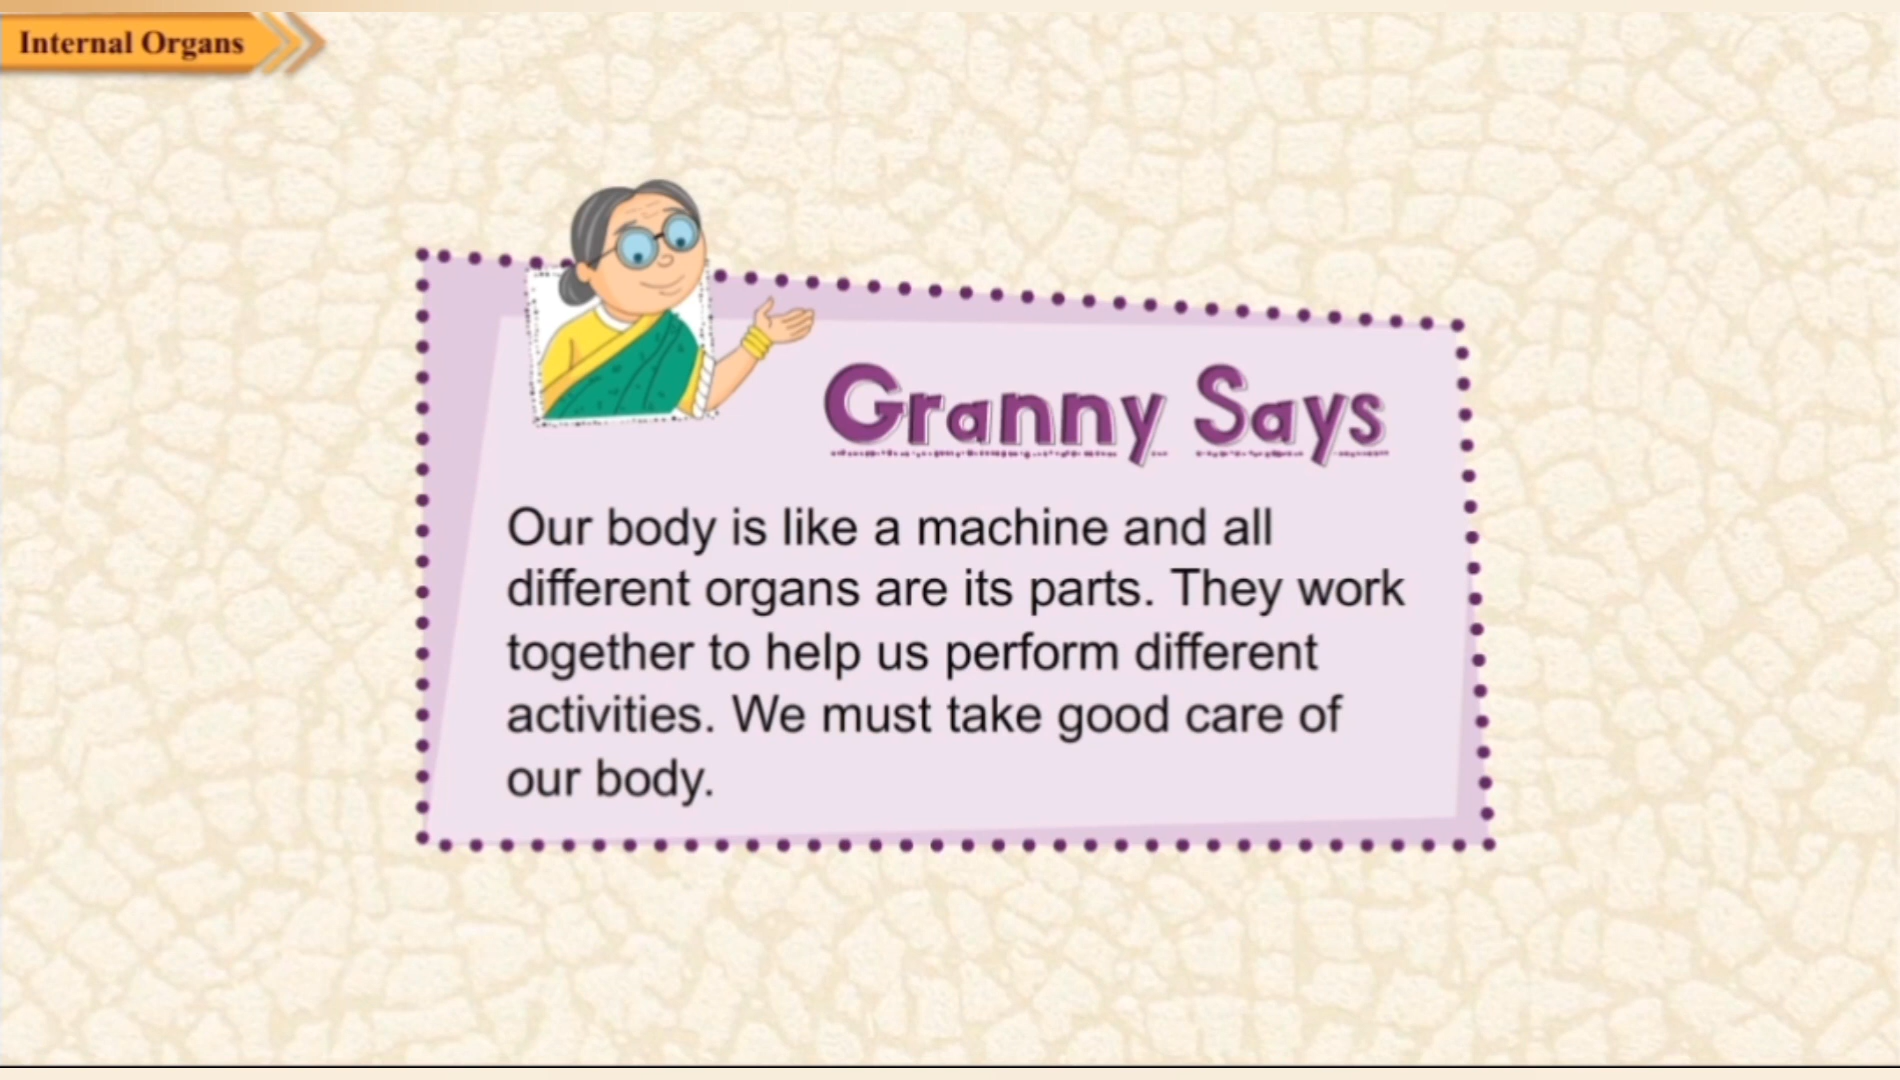 Internal Organs
Granny Says
Our body is like a machine and all
different organs are its parts. They work
together to help us perform different
activities. We must take good care of
our body.